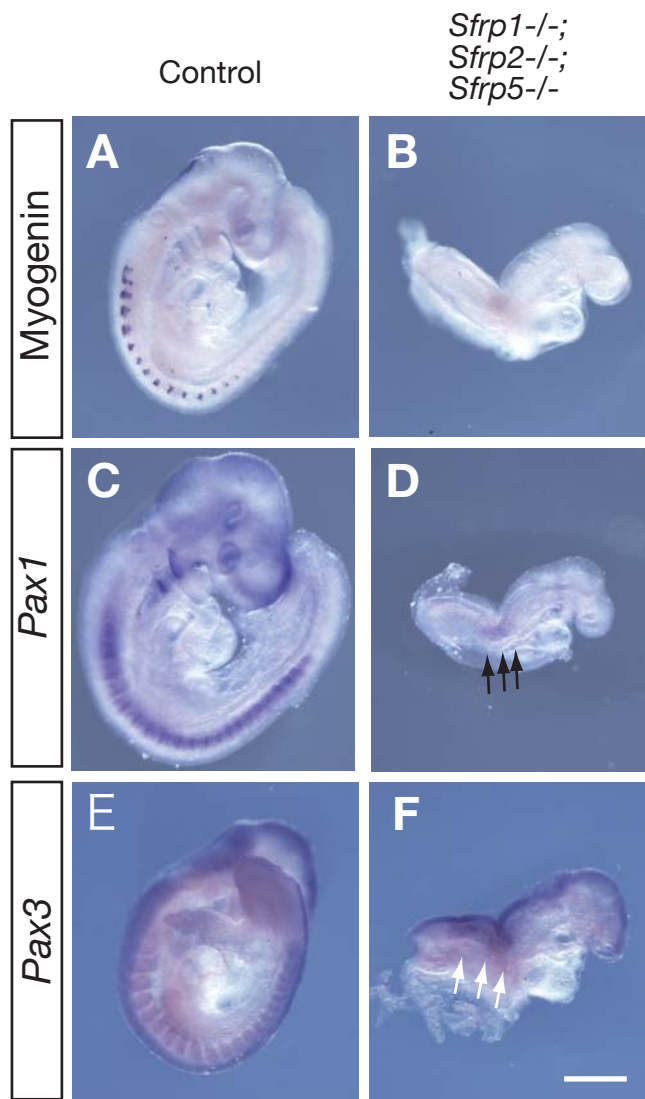 Control
Sfrp1-/-;
Sfrp2-/-;
Sfrp5-/-
Myogenin
A
B
Pax1
C
D
Pax3
E
F